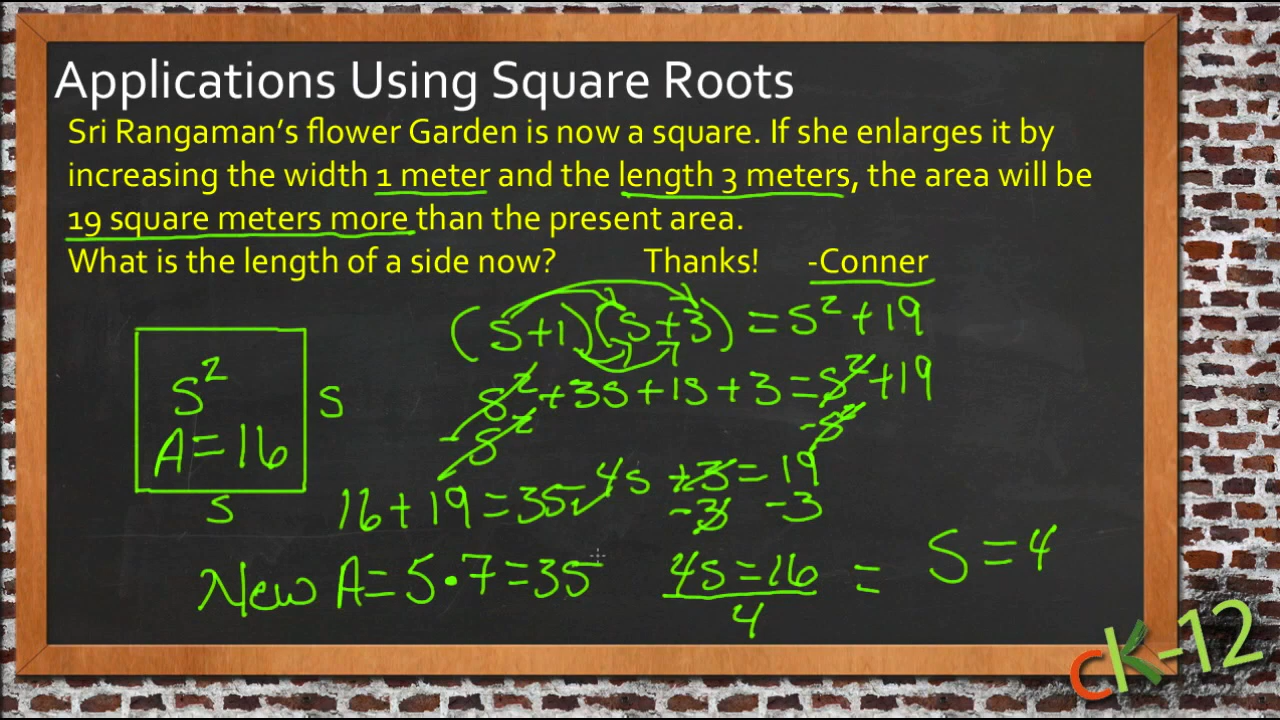 Applications Using Square Roots
Sri Rangaman's flower Garden is now a square. If she enlarges it by
increasing the width 1 meter and the length 3 meters, the area will be
19 square meters more than the present area.
What is the length of a side now? Thanks! -Conner
(s+1)(s+3) = s²+19
s²+3s+1s+3=s²+19
-s² -s²
4s+3=19
-3 -3
4s=16 = S=4
4
s²
A=16
s
s
16+19=35
New A=5·7=35
CK-12